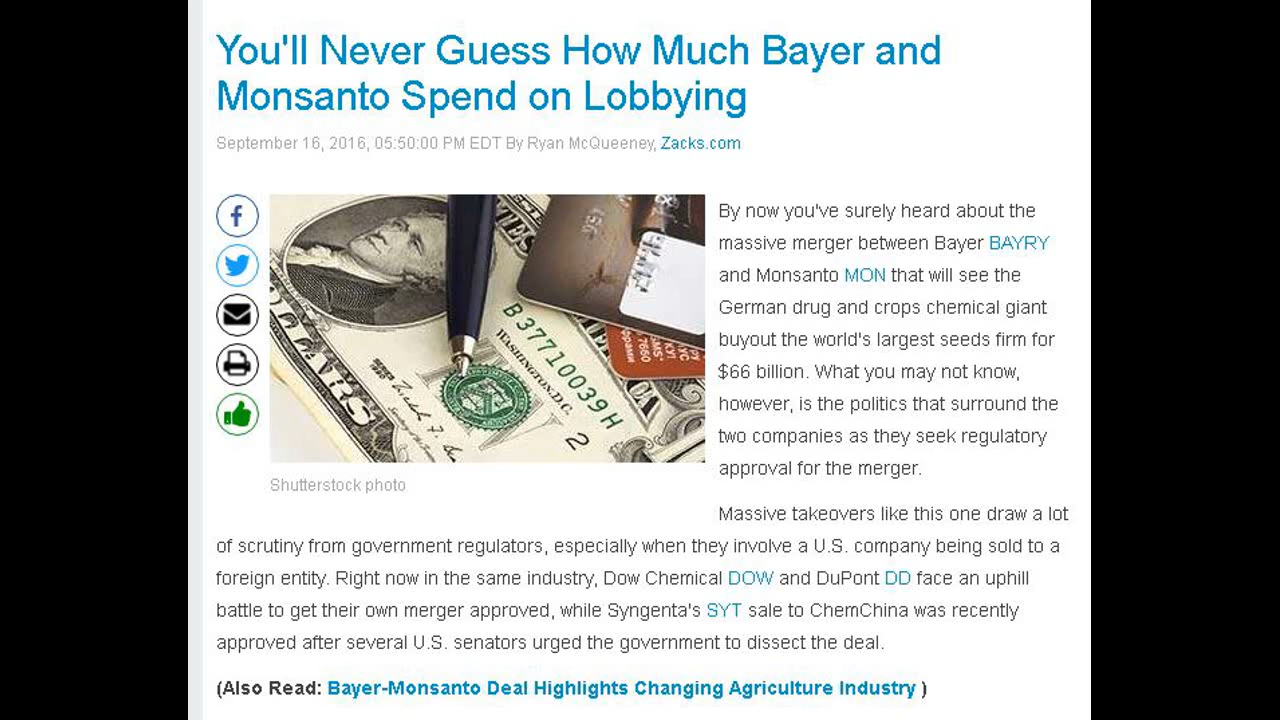 You'll Never Guess How Much Bayer and
Monsanto Spend on Lobbying
September 16, 2016, 05:50:00 PM EDT By Ryan McQueeney, Zacks.com
B37710039H
WASHINGTON, D.C.
2
7660
Shutterstock photo
By now you've surely heard about the
massive merger between Bayer BAYRY
and Monsanto MON that will see the
German drug and crops chemical giant
buyout the world's largest seeds firm for
$66 billion. What you may not know,
however, is the politics that surround the
two companies as they seek regulatory
approval for the merger.
Massive takeovers like this one draw a lot
of scrutiny from government regulators, especially when they involve a U.S. company being sold to a
foreign entity. Right now in the same industry, Dow Chemical DOW and DuPont DD face an uphill
battle to get their own merger approved, while Syngenta's SYT sale to ChemChina was recently
approved after several U.S. senators urged the government to dissect the deal.
(Also Read: Bayer-Monsanto Deal Highlights Changing Agriculture Industry )